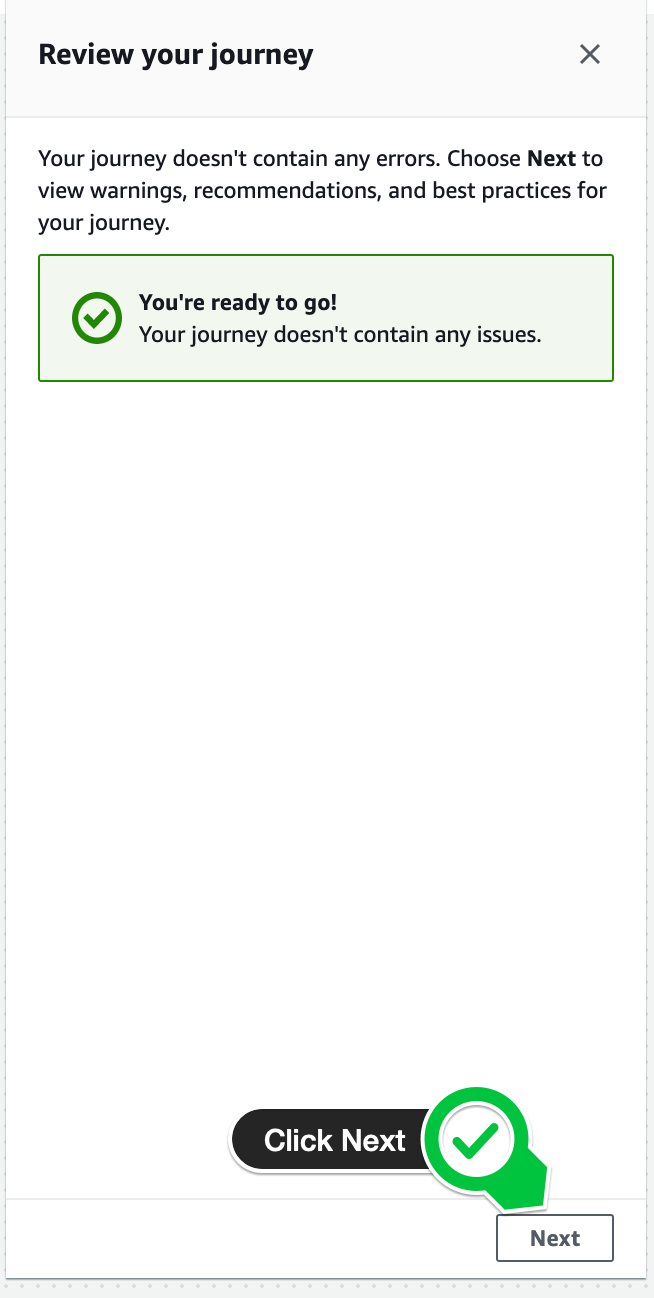 Review your journey
Your journey doesn't contain any errors. Choose Next to
view warnings, recommendations, and best practices for
your journey.
You're ready to go!
Your journey doesn't contain any issues.
Click Next
Next